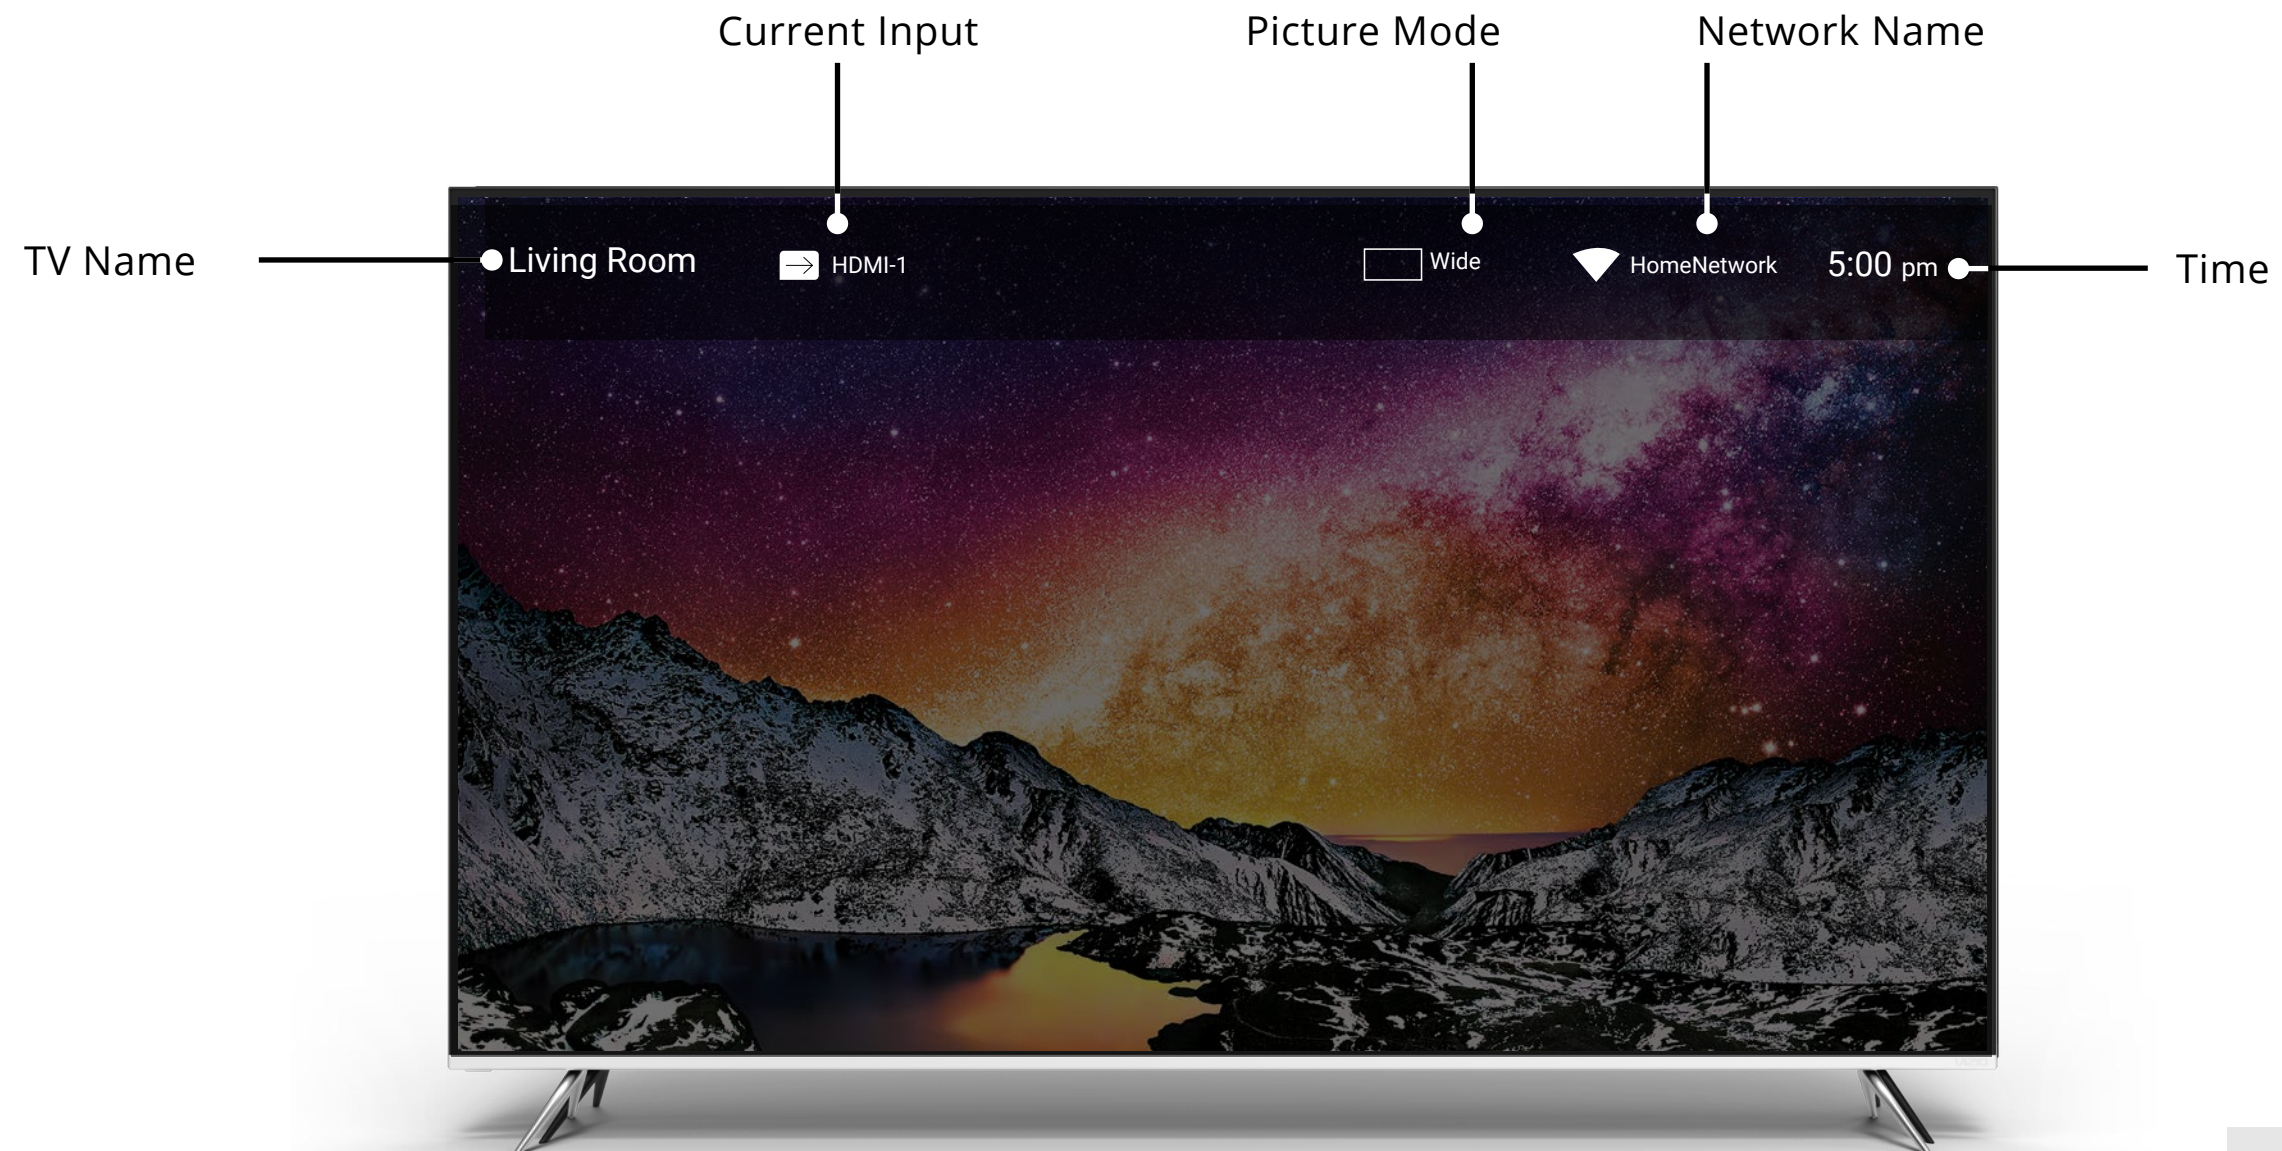 Current Input
Picture Mode
Network Name
TV Name
Living Room
HDMI-1
Wide
HomeNetwork
5:00 pm
Time